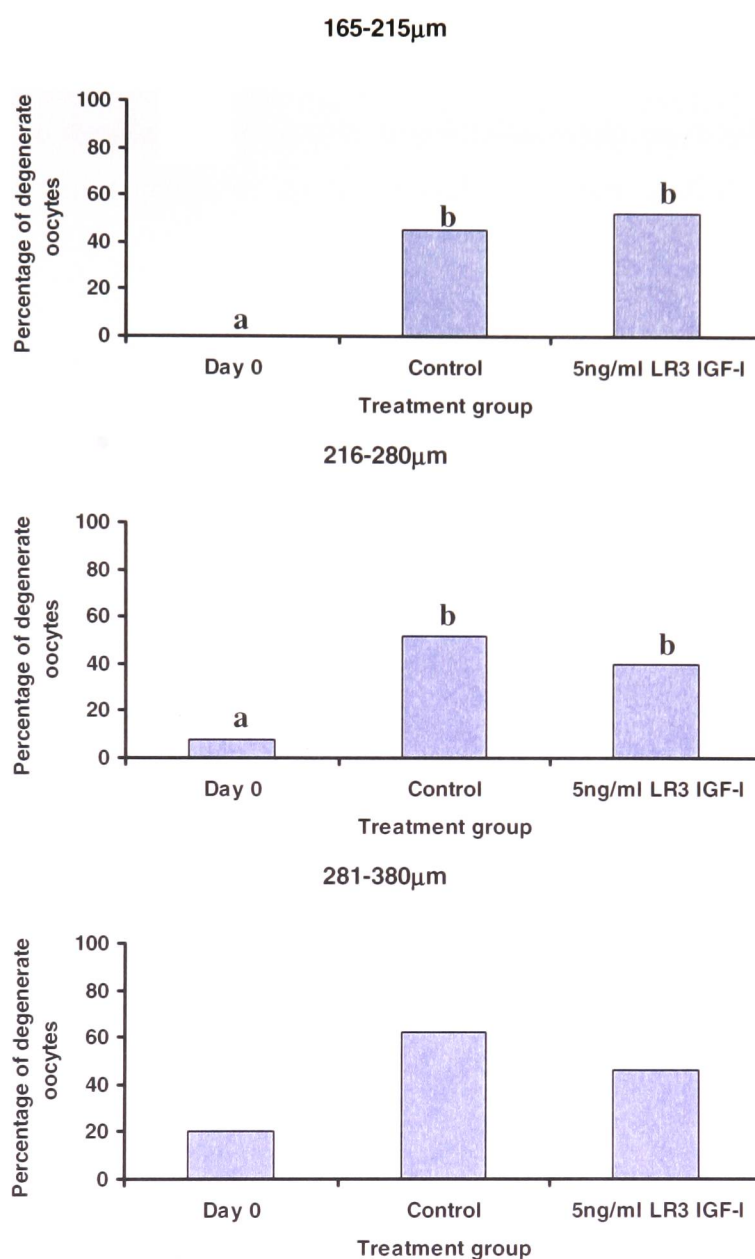 165-215μm
Percentage of degenerate
oocytes
100
80
60
40
20
0
a
b
b
Day 0
Control
5ng/ml LR3 IGF-I
Treatment group
216-280μm
Percentage of degenerate
oocytes
100
80
60
40
20
0
a
b
b
Day 0
Control
5ng/ml LR3 IGF-I
Treatment group
281-380μm
Percentage of degenerate
oocytes
100
80
60
40
20
0
Day 0
Control
5ng/ml LR3 IGF-I
Treatment group